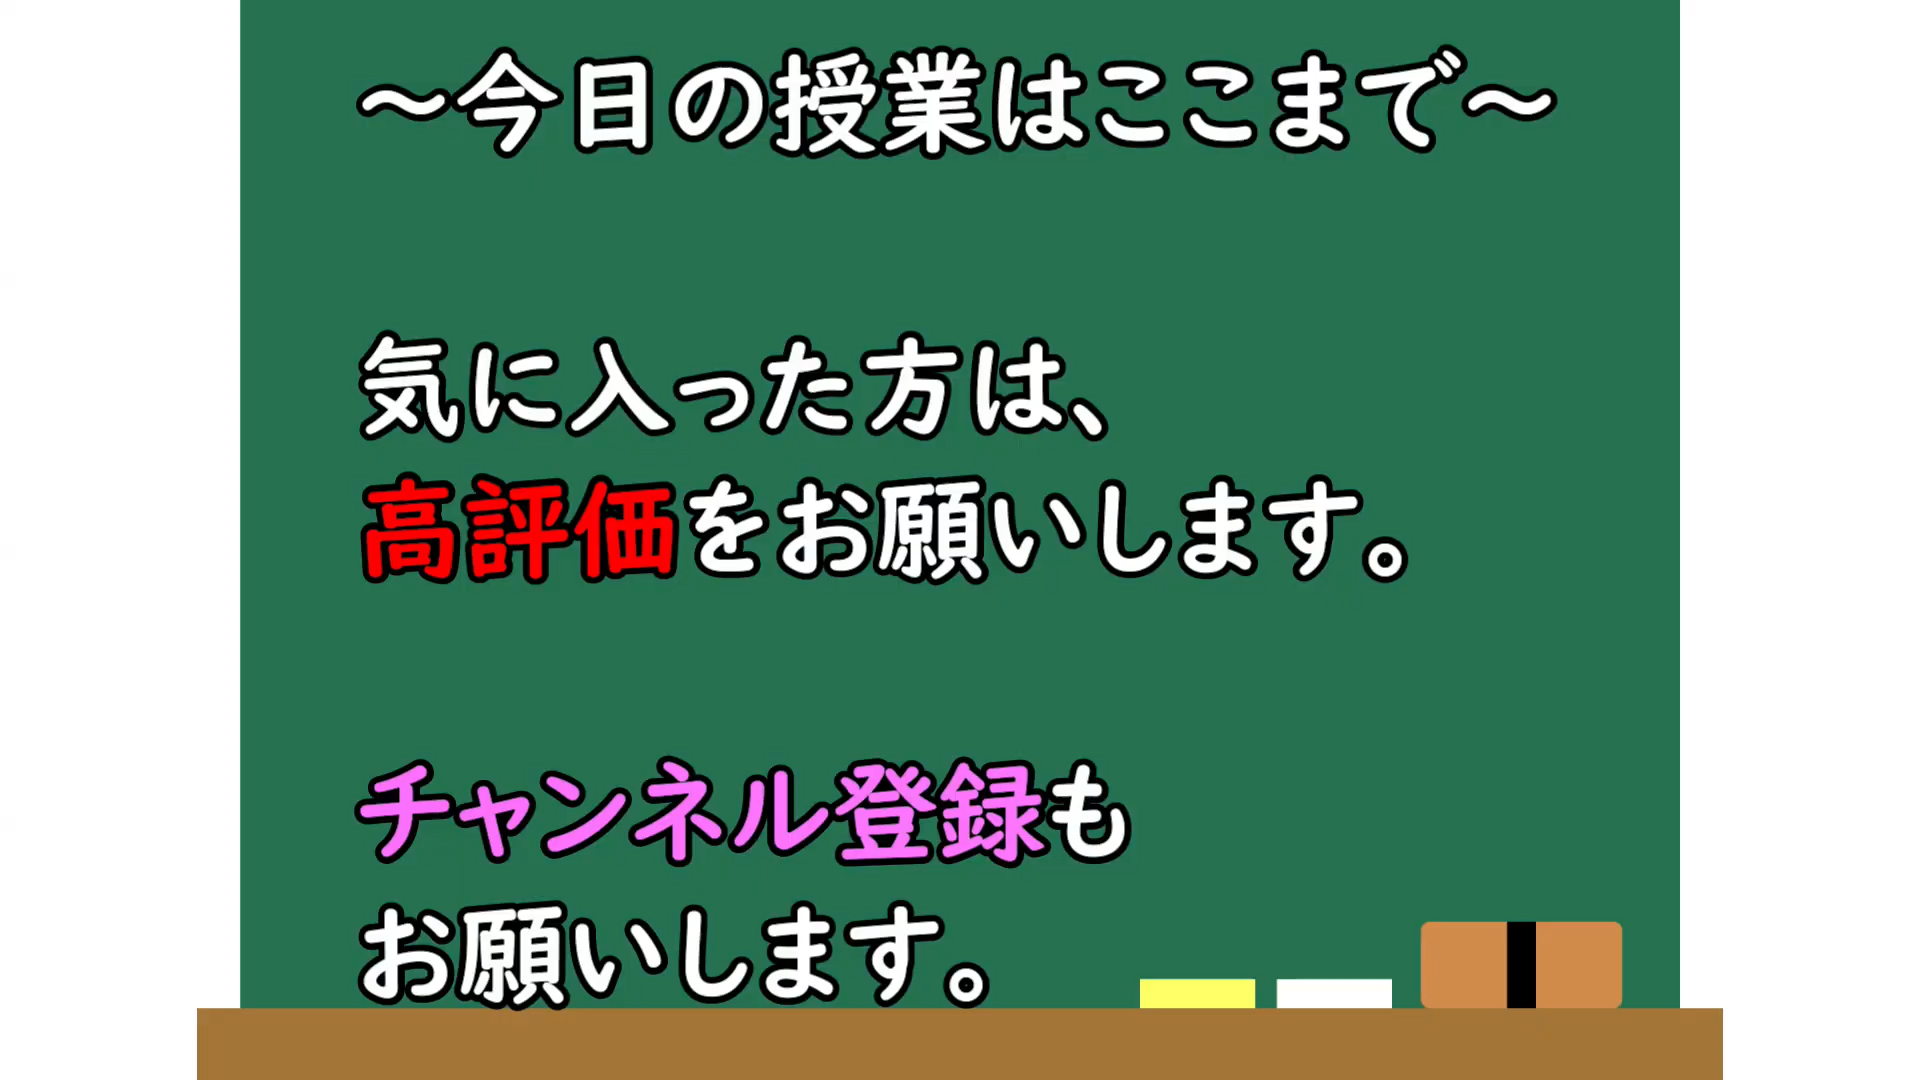 ～今日の授業はここまで～
気に入った方は、
高評価をお願いします。
チャンネル登録も
お願いします。